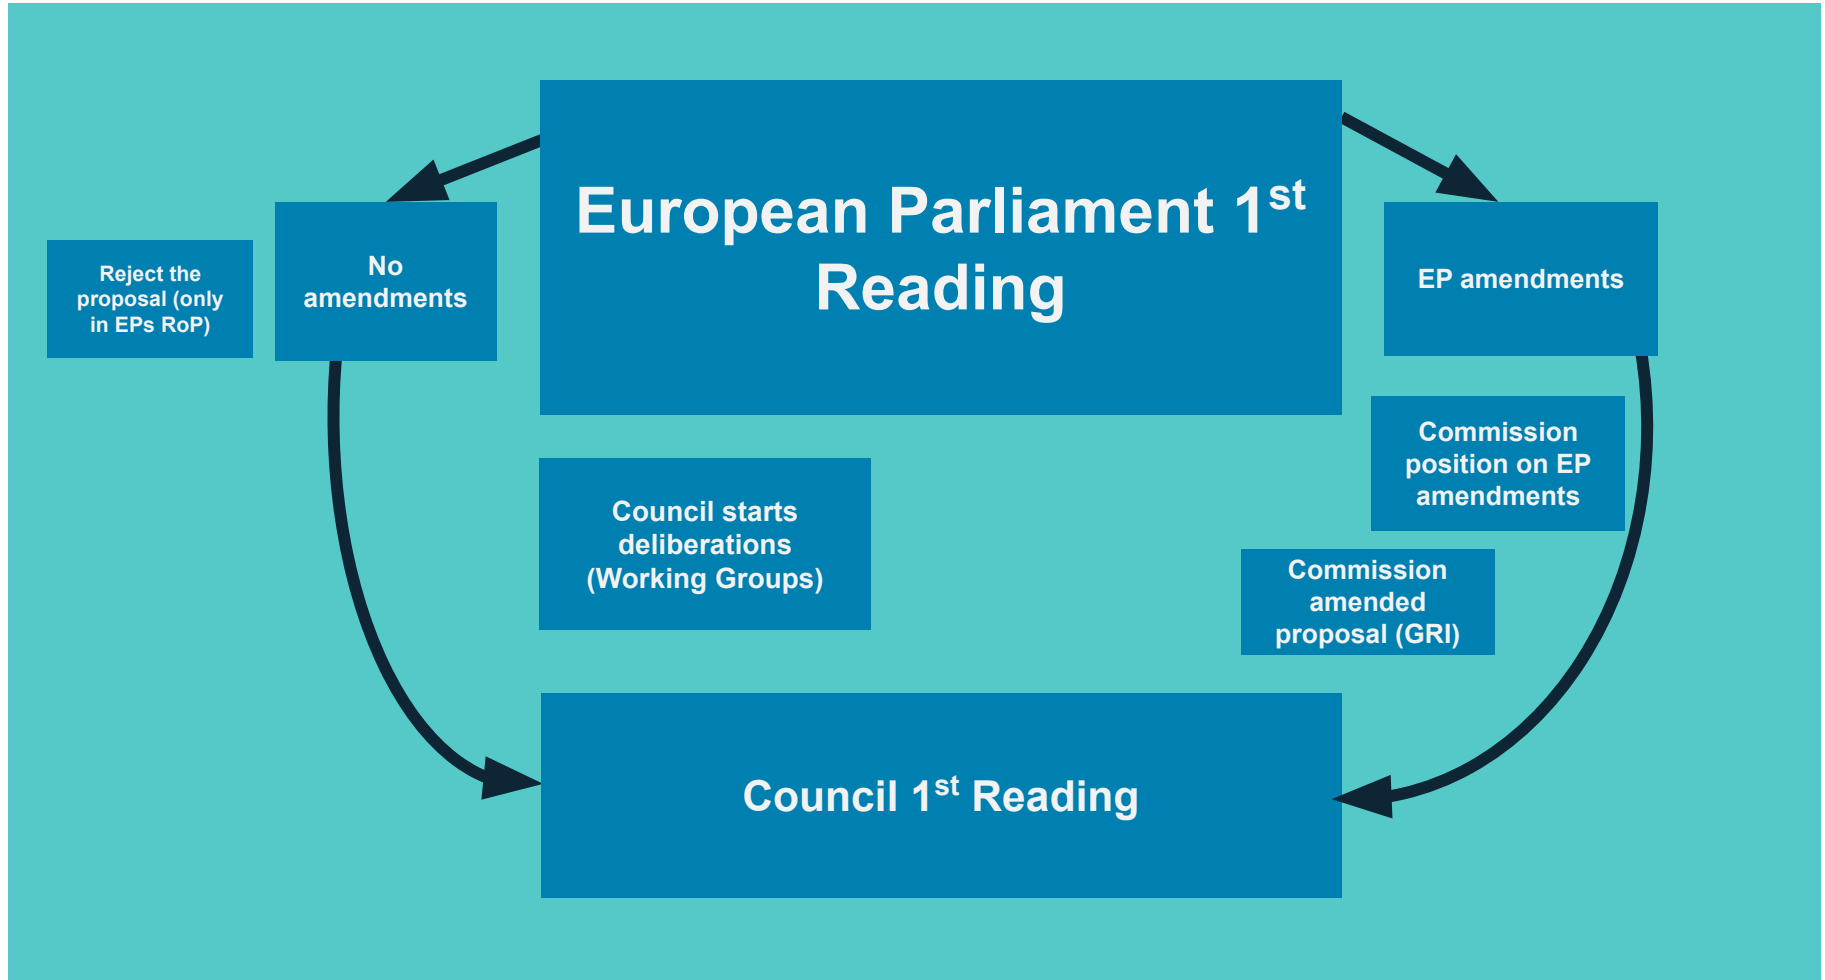 European Parliament 1st
Reading
Reject the
proposal (only
in EPs RoP)
No
amendments
EP amendments
Commission
position on EP
amendments
Council starts
deliberations
(Working Groups)
Commission
amended
proposal (GRI)
Council 1st Reading